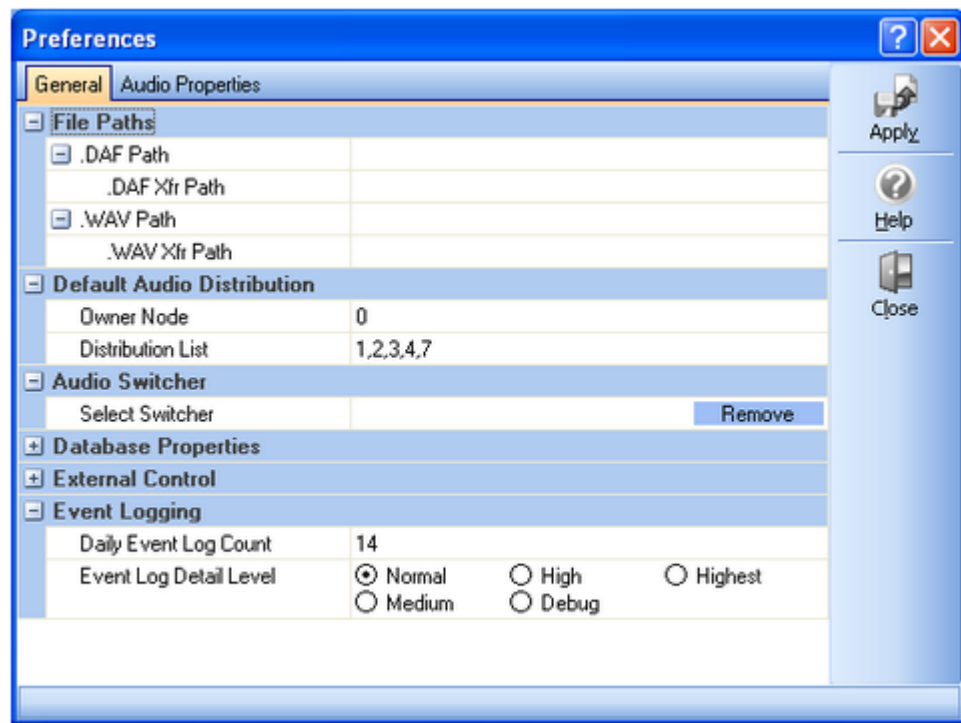 Preferences
General Audio Properties
File Paths
.DAF Path
.DAF Xfr Path
.WAV Path
.WAV Xfr Path
Default Audio Distribution
Owner Node 0
Distribution List 1,2,3,4,7
Audio Switcher
Select Switcher Remove
Database Properties
External Control
Event Logging
Daily Event Log Count 14
Event Log Detail Level Normal High Highest
Medium Debug
Apply
Help
Close